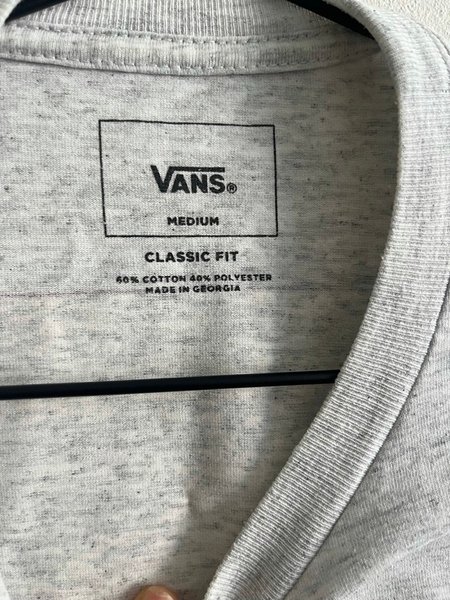 VANS®
MEDIUM
CLASSIC FIT
60% COTTON 40% POLYESTER
MADE IN GEORGIA